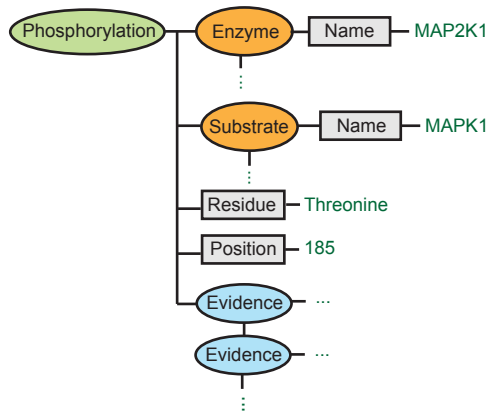 Phosphorylation Enzyme Name MAP2K1
...
Substrate Name MAPK1
...
Residue Threonine
Position 185
Evidence ...
Evidence ...
...